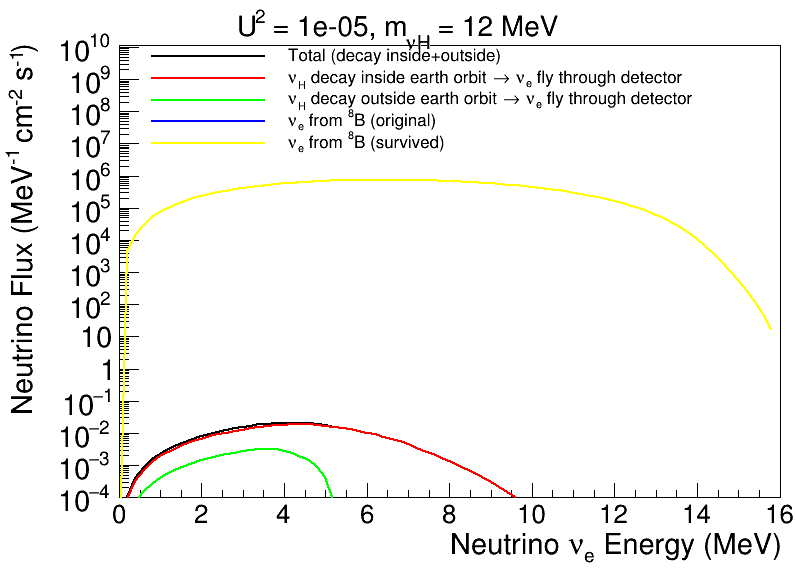 U² = 1e-05, m_νH = 12 MeV
Total (decay inside+outside)
ν_H decay inside earth orbit → ν_e fly through detector
ν_H decay outside earth orbit → ν_e fly through detector
ν_e from ⁸B (original)
ν_e from ⁸B (survived)
Neutrino Flux (MeV⁻¹ cm⁻² s⁻¹)
10¹⁰
10⁹
10⁸
10⁷
10⁶
10⁵
10⁴
10³
10²
10
1
10⁻¹
10⁻²
10⁻³
10⁻⁴
0 2 4 6 8 10 12 14 16
Neutrino ν_e Energy (MeV)